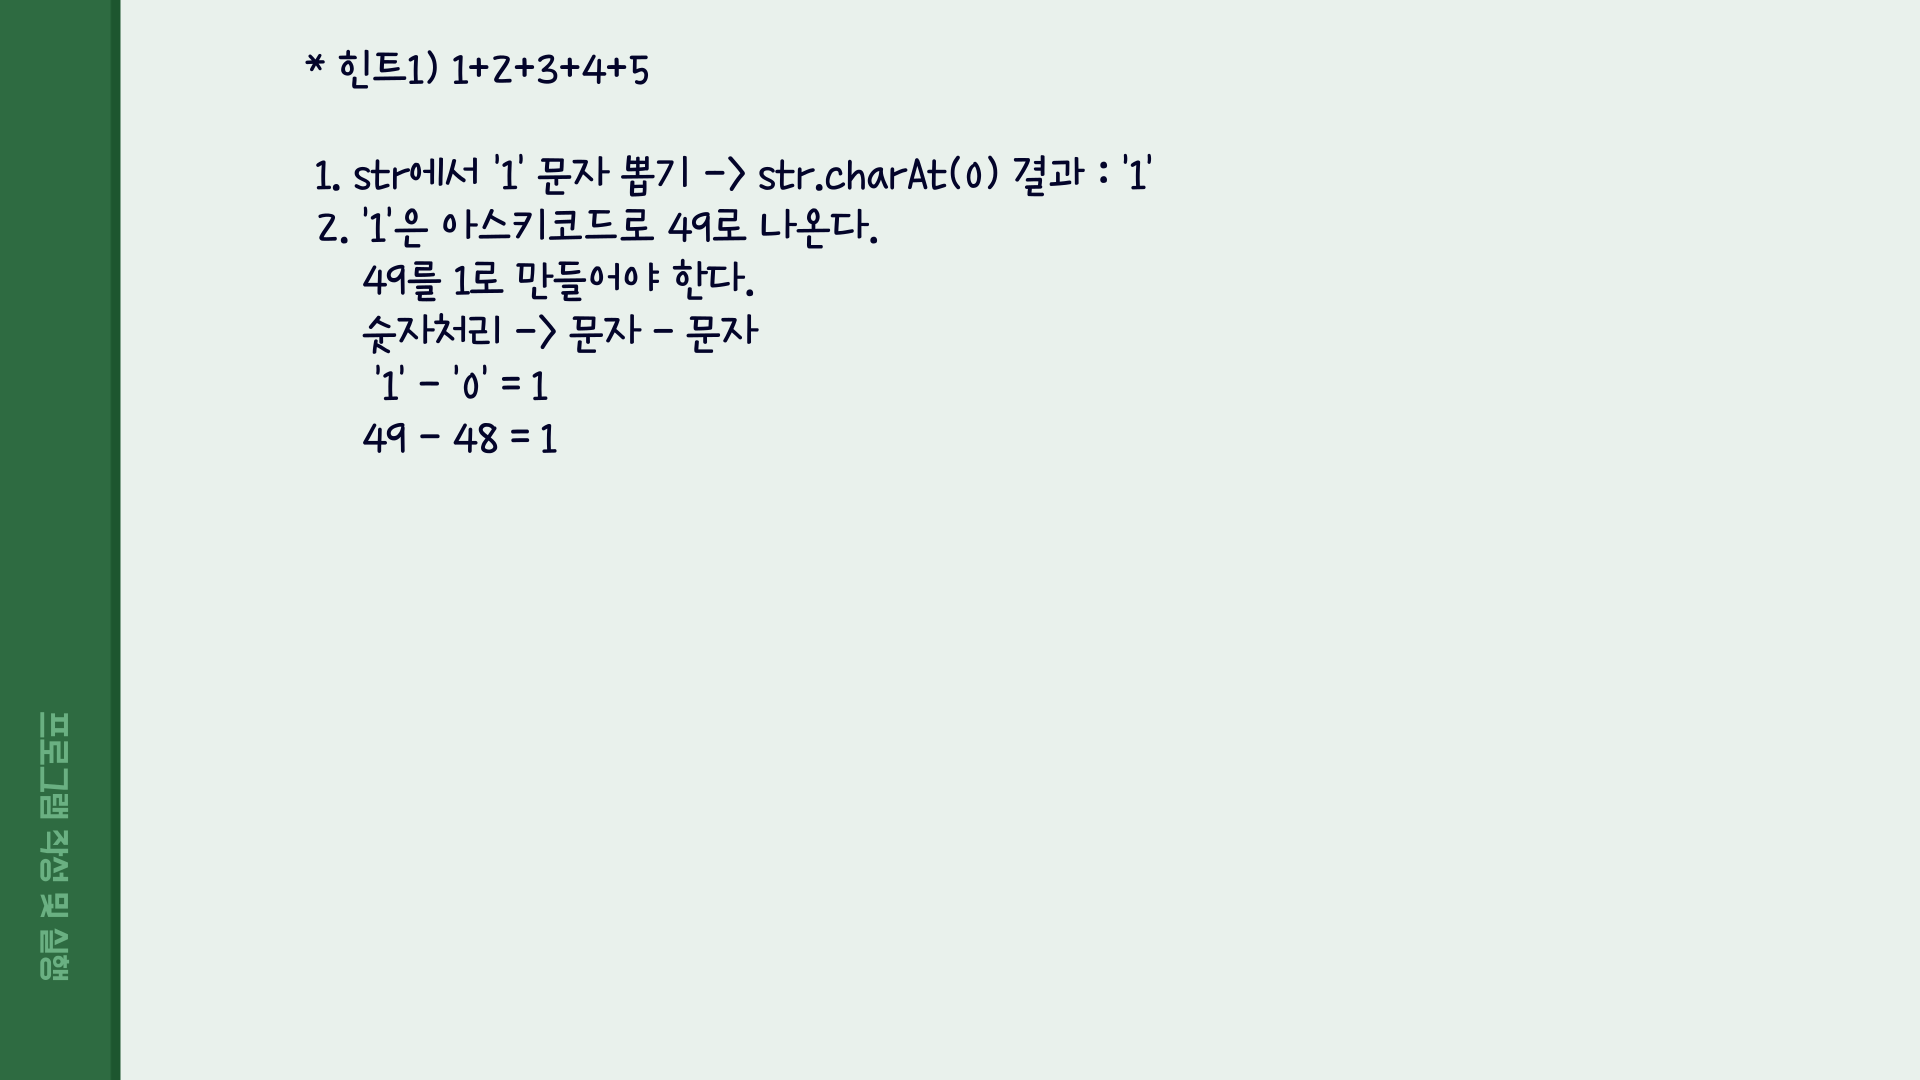 * 힌트1) 1+2+3+4+5
1. str에서 '1' 문자 뽑기 -> str.charAt(0) 결과 : '1'
2. '1'은 아스키코드로 49로 나온다.
49를 1로 만들어야 한다.
숫자처리 -> 문자 - 문자
'1' - '0' = 1
49 - 48 = 1
프로그램 작성 및 실행